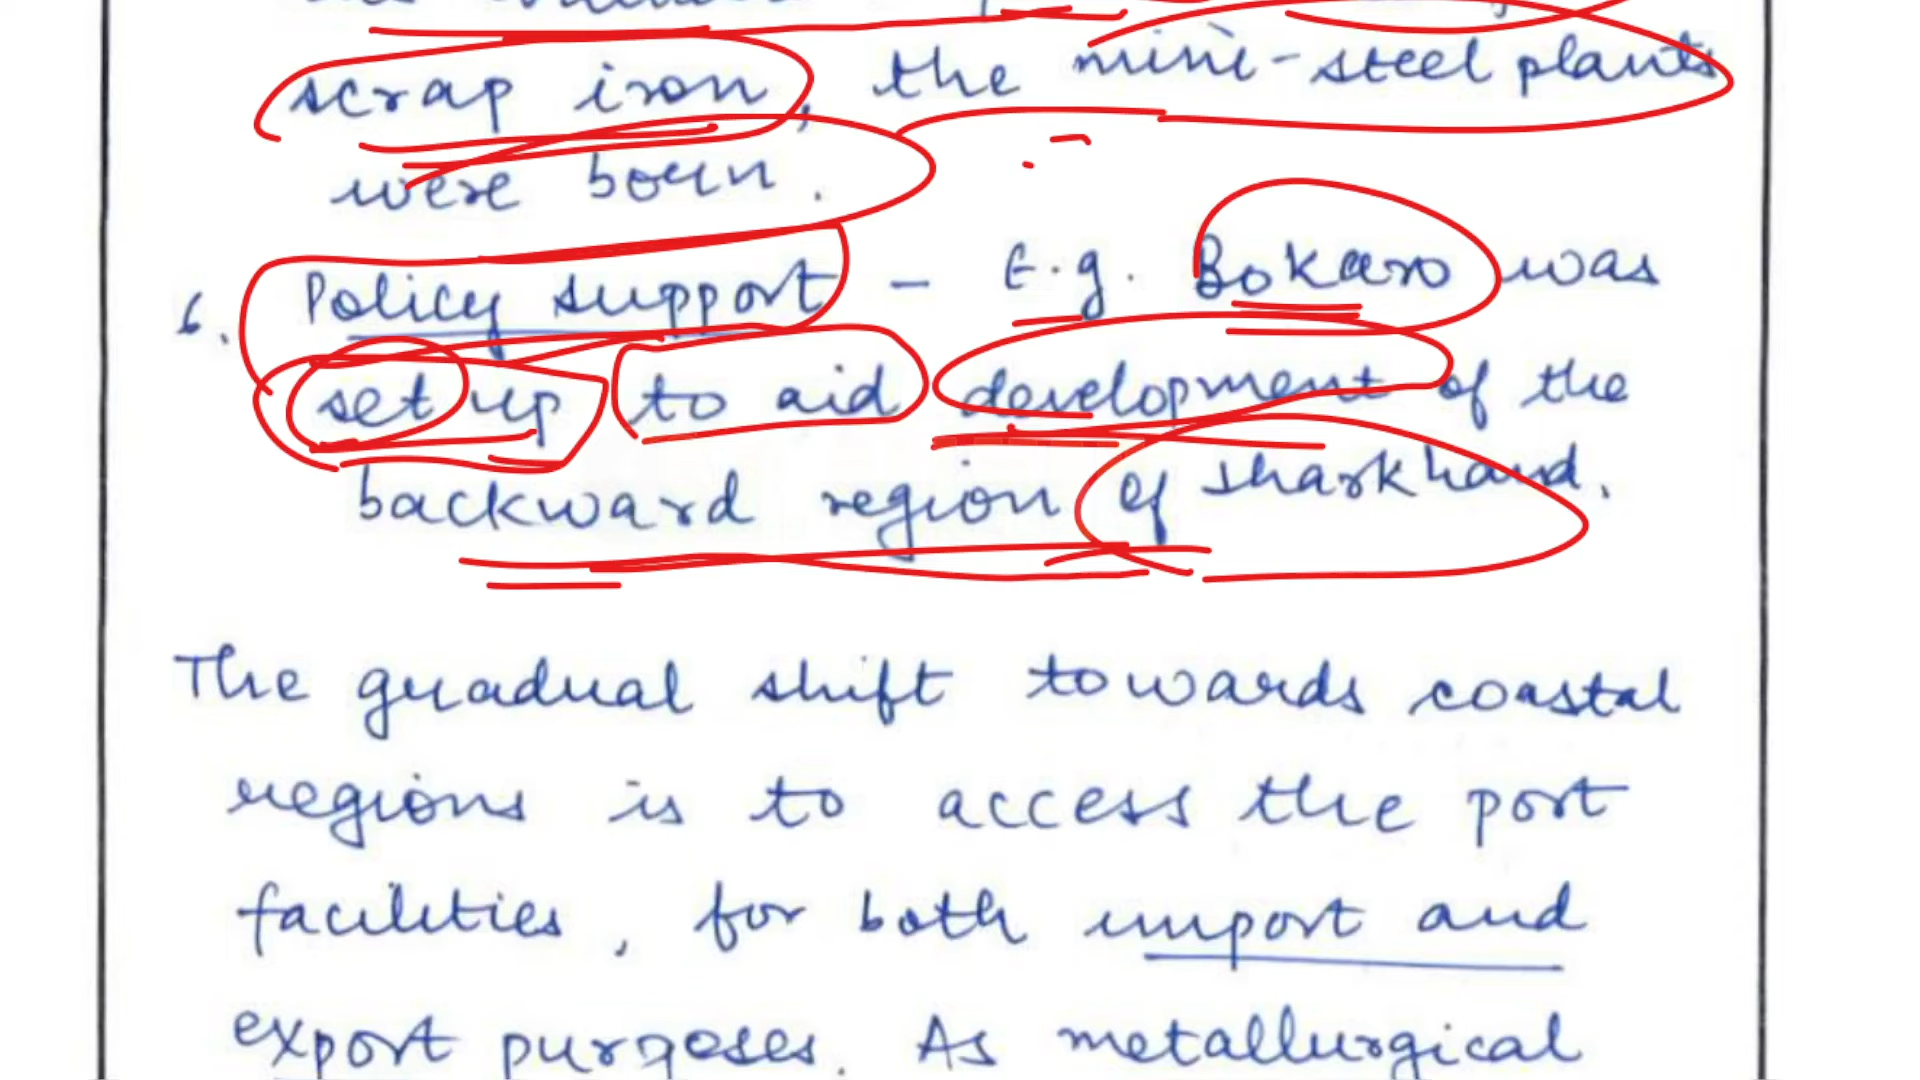 scrap iron, the mini-steel plants
were born.
6. Policy support - E.g. Bokaro was
set up to aid development of the
backward region of Jharkhand.
The gradual shift towards coastal
regions is to access the port
facilities, for both import and
export purposes. As metallurgical